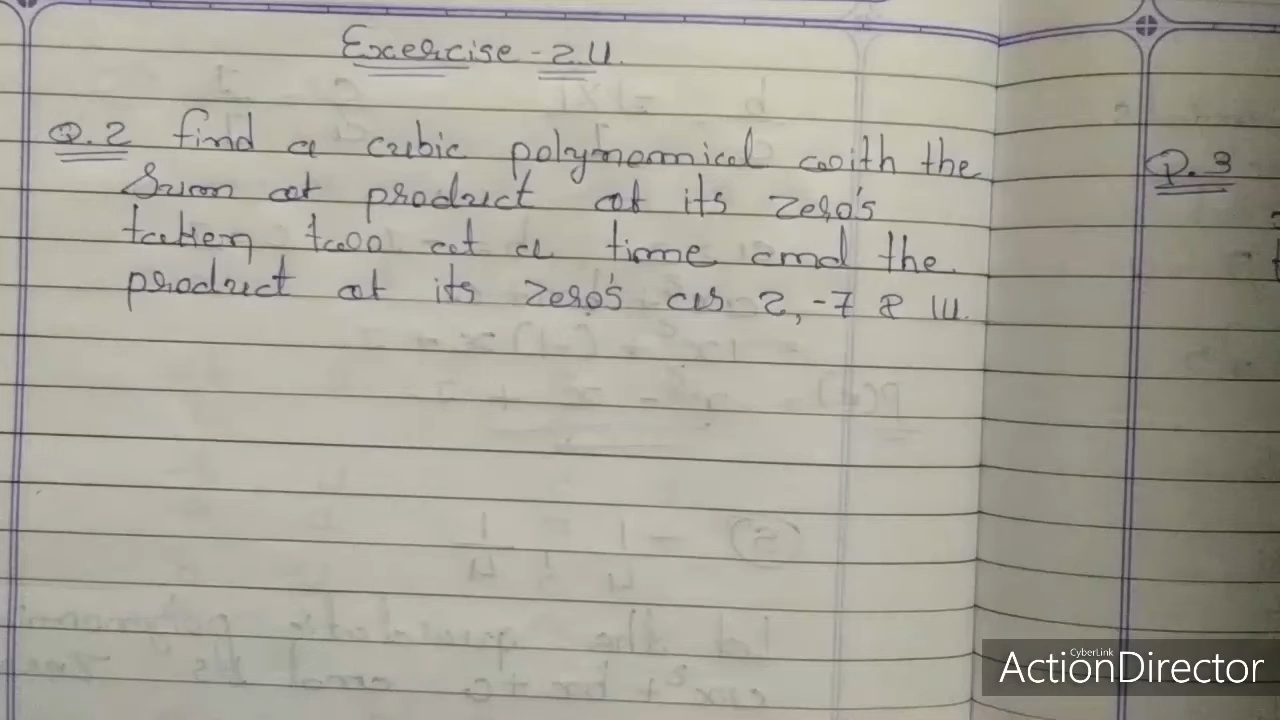 Excercise - 2.4.
Q.2 find a cubic polynomial with the
Sum of product of its zero's
taken two at a time and the
product of its zero's as 2, -7 & 14.
Q.3
CyberLink
ActionDirector